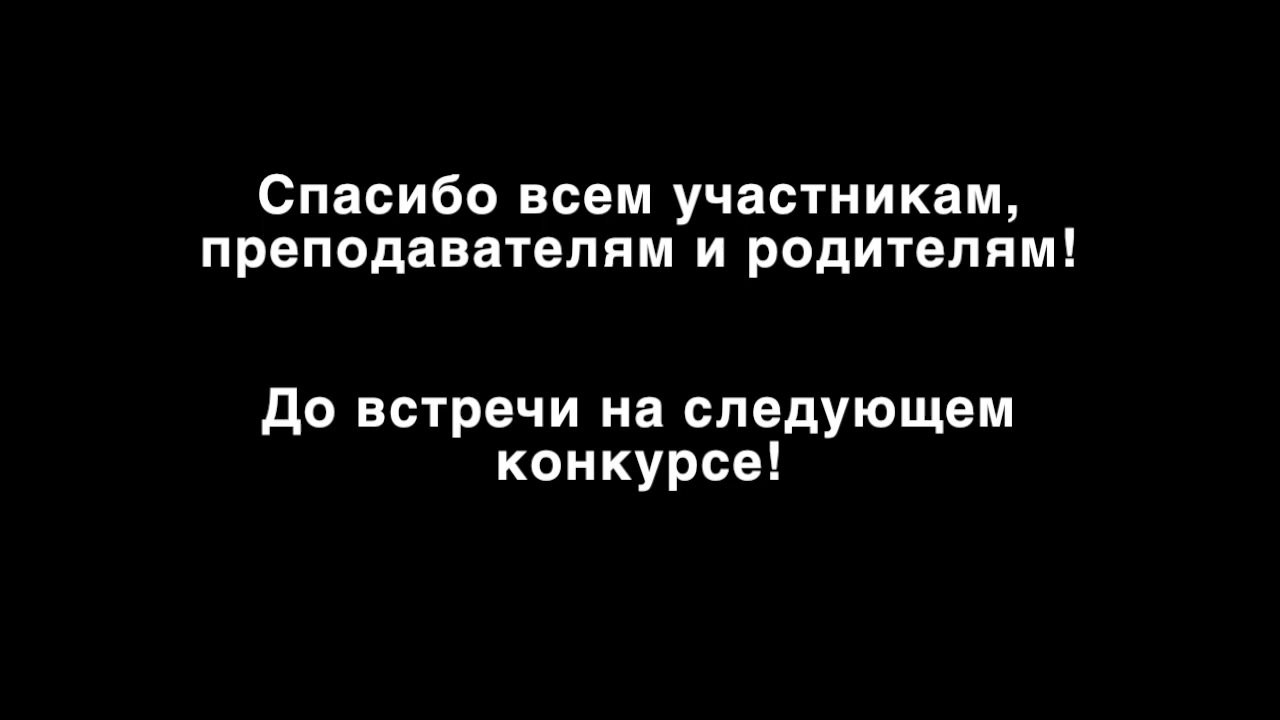 Спасибо всем участникам,
преподавателям и родителям!
До встречи на следующем
конкурсе!